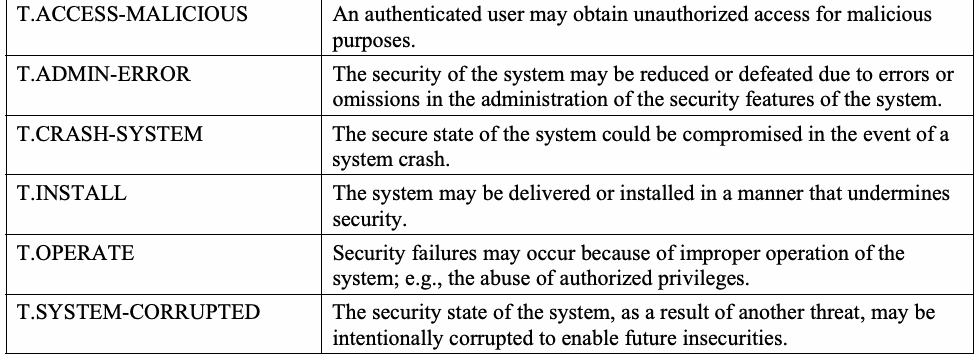 T.ACCESS-MALICIOUS An authenticated user may obtain unauthorized access for malicious
purposes.
T.ADMIN-ERROR The security of the system may be reduced or defeated due to errors or
omissions in the administration of the security features of the system.
T.CRASH-SYSTEM The secure state of the system could be compromised in the event of a
system crash.
T.INSTALL The system may be delivered or installed in a manner that undermines
security.
T.OPERATE Security failures may occur because of improper operation of the
system; e.g., the abuse of authorized privileges.
T.SYSTEM-CORRUPTED The security state of the system, as a result of another threat, may be
intentionally corrupted to enable future insecurities.